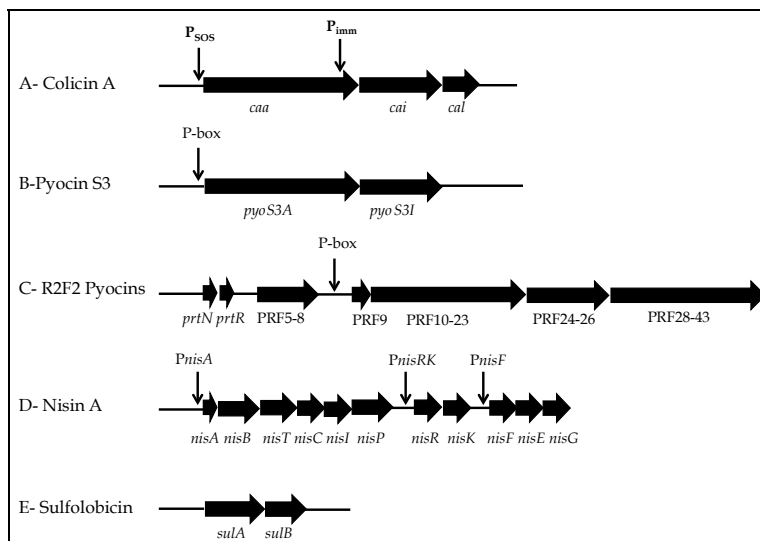 P_SOS P_imm
A- Colicin A
caa cai cal
P-box
B-Pyocin S3
pyoS3A pyoS3I
P-box
C- R2F2 Pyocins
prtN prtR PRF5-8 PRF9 PRF10-23 PRF24-26 PRF28-43
PnisA PnisRK PnisF
D- Nisin A
nisA nisB nisT nisC nisI nisP nisR nisK nisF nisE nisG
E- Sulfolobicin
sulA sulB